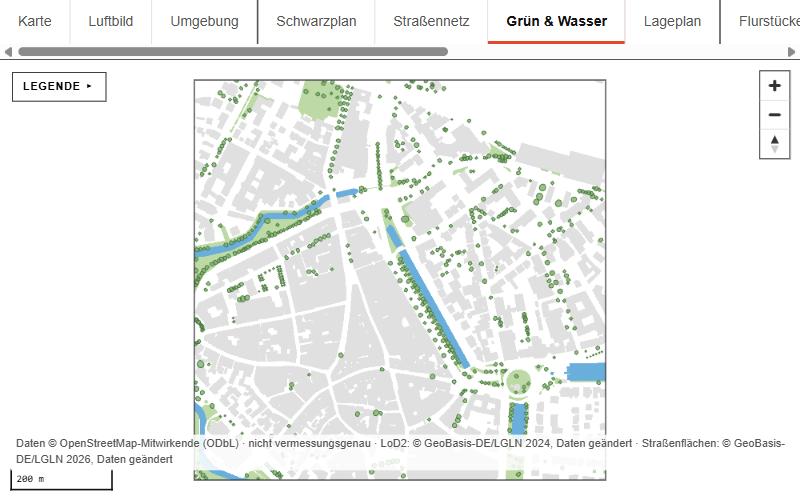 Karte Luftbild Umgebung Schwarzplan Straßennetz Grün & Wasser Lageplan Flurstücke
LEGENDE
Daten © OpenStreetMap-Mitwirkende (ODbL) · nicht vermessungsgenau · LoD2: © GeoBasis-DE/LGLN 2024, Daten geändert · Straßenflächen: © GeoBasis-
DE/LGLN 2026, Daten geändert
200 m